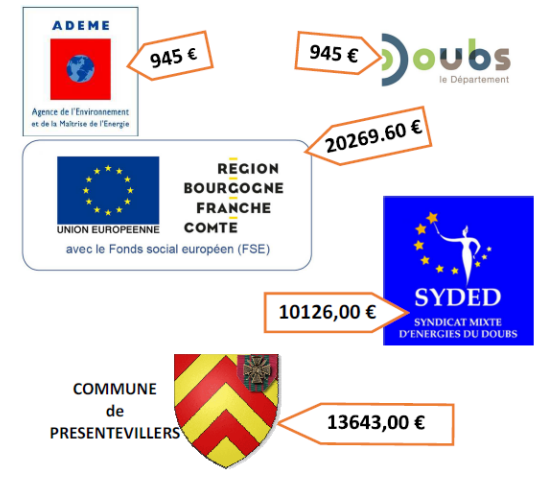 ADEME
Agence de l'Environnement
et de la Maîtrise de l'Energie
945 €
945 €
Doubs
le Département
20269.60 €
UNION EUROPEENNE
REGION
BOURGOGNE
FRANCHE
COMTE
avec le Fonds social européen (FSE)
SYDED
SYNDICAT MIXTE
D'ENERGIES DU DOUBS
10126,00 €
COMMUNE
de
PRESENTEVILLERS
13643,00 €